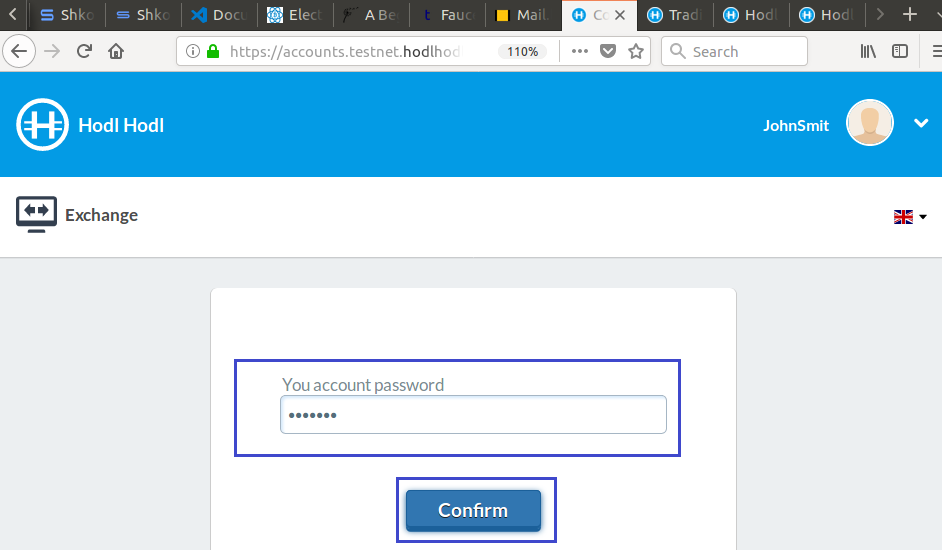 Shko Shko Docu Elect A Be Fauc Mail. Co Tradi Hodl Hodl
https://accounts.testnet.hodlhod 110% Search
Hodl Hodl
JohnSmit
Exchange
You account password
•••••••
Confirm